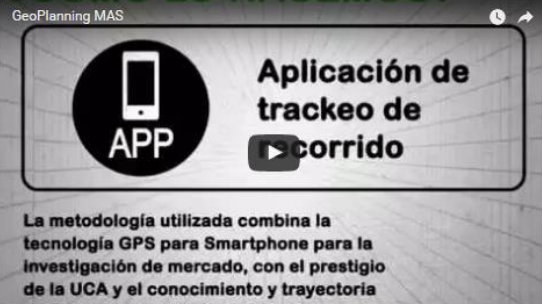 GeoPlanning MAS
APP
Aplicación de
trackeo de
recorrido
La metodología utilizada combina la
tecnología GPS para Smartphone para la
investigación de mercado, con el prestigio
de la UCA y el conocimiento y trayectoria